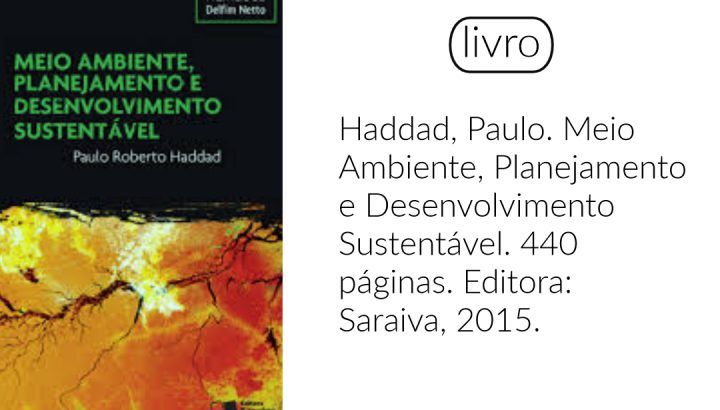 Delfim Netto
MEIO AMBIENTE,
PLANEJAMENTO E
DESENVOLVIMENTO
SUSTENTÁVEL
Paulo Roberto Haddad
livro
Haddad, Paulo. Meio
Ambiente, Planejamento
e Desenvolvimento
Sustentável. 440
páginas. Editora:
Saraiva, 2015.